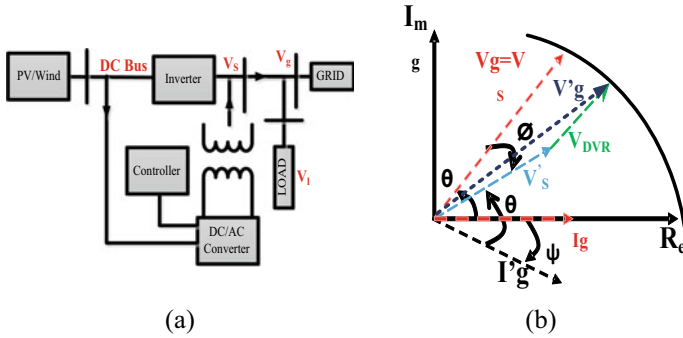 PV/Wind
DC Bus
Inverter
Vs
Vg
GRID
Controller
LOAD
Vl
DC/AC
Converter
(a)
Im
g
Vg=V
s
V'g
Ø
VDVR
V's
θ
θ
Ig
Re
ψ
I'g
(b)